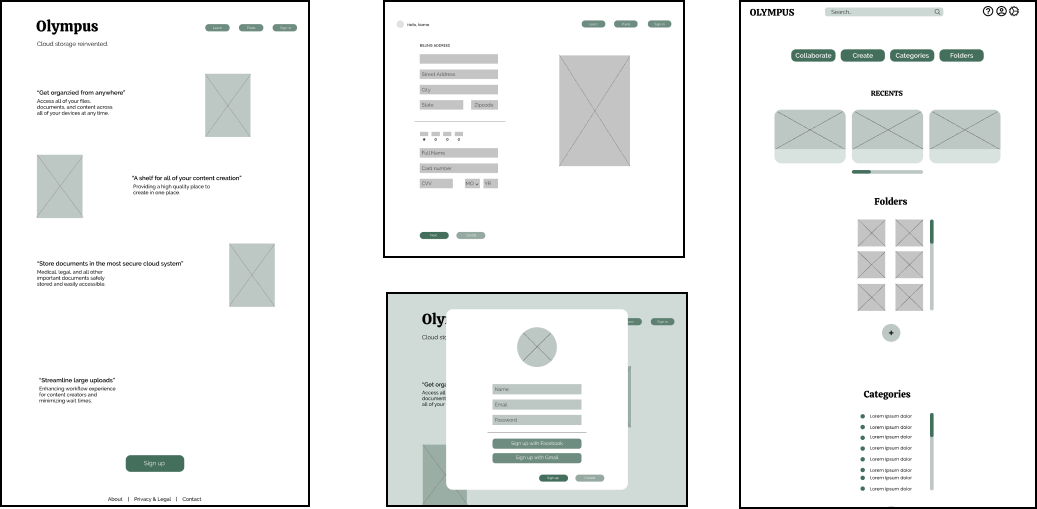 Olympus
Cloud storage reinvented.
Learn
Plans
Sign in
"Get organzied from anywhere"
Access all of your files,
documents, and content across
all of your devices at any time.
"A shelf for all of your content creation"
Providing a high quality place to
create in one place.
"Store documents in the most secure cloud system"
Medical, legal, and all other
important documents safely
stored and easily accessible.
"Streamline large uploads"
Enhancing workflow experience
for content creators and
minimizing wait times.
Sign up
About | Privacy & Legal | Contact
Hello, Name
Learn
Plans
Sign in
BILLING ADDRESS
Street Address
City
State
Zipcode
Full Name
Card number
CVV
MO
YR
Oly
Cloud sto
Sign in
"Get orga
Access all
document
all of your
Name
Email
Password
Sign up with Facebook
Sign up with Gmail
Sign up
OLYMPUS
Search...
Collaborate
Create
Categories
Folders
RECENTS
Folders
+
Categories
Lorem ipsum dolor
Lorem ipsum dolor
Lorem ipsum dolor
Lorem ipsum dolor
Lorem ipsum dolor
Lorem ipsum dolor
Lorem ipsum dolor
Lorem ipsum dolor